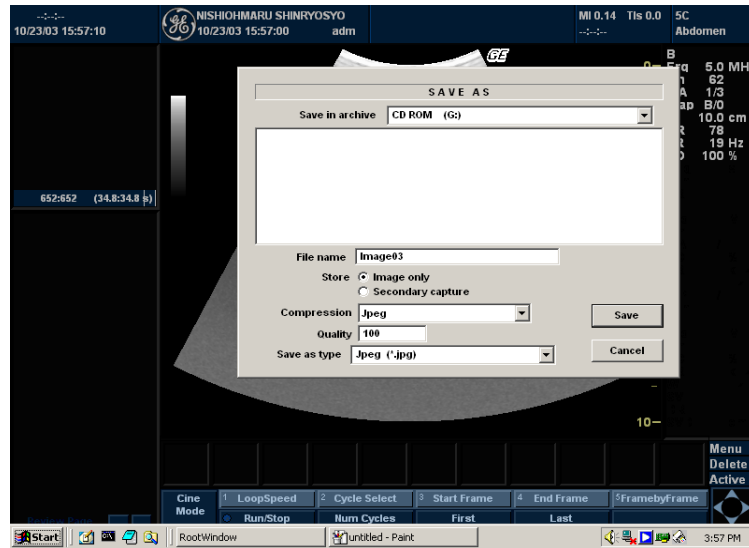 --:--:--
10/23/03 15:57:10
NISHIOHMARU SHINRYOSYO
10/23/03 15:57:00 adm
MI 0.14 TIs 0.0
--:--:--
5C
Abdomen
GE
B
5.0 MH
62
1/3
B/0
10.0 cm
78
19 Hz
100 %
SAVE AS
Save in archive CD ROM (G:)
652:652 (34.8:34.8 s)
File name Image03
Store Image only
Secondary capture
Compression Jpeg
Quality 100
Save as type Jpeg (*.jpg)
Save
Cancel
10-
Menu
Delete
Active
Cine Mode
1 LoopSpeed
2 Cycle Select
3 Start Frame
4 End Frame
5 FramebyFrame
Run/Stop
Num Cycles
First
Last
Start
RootWindow
untitled - Paint
3:57 PM